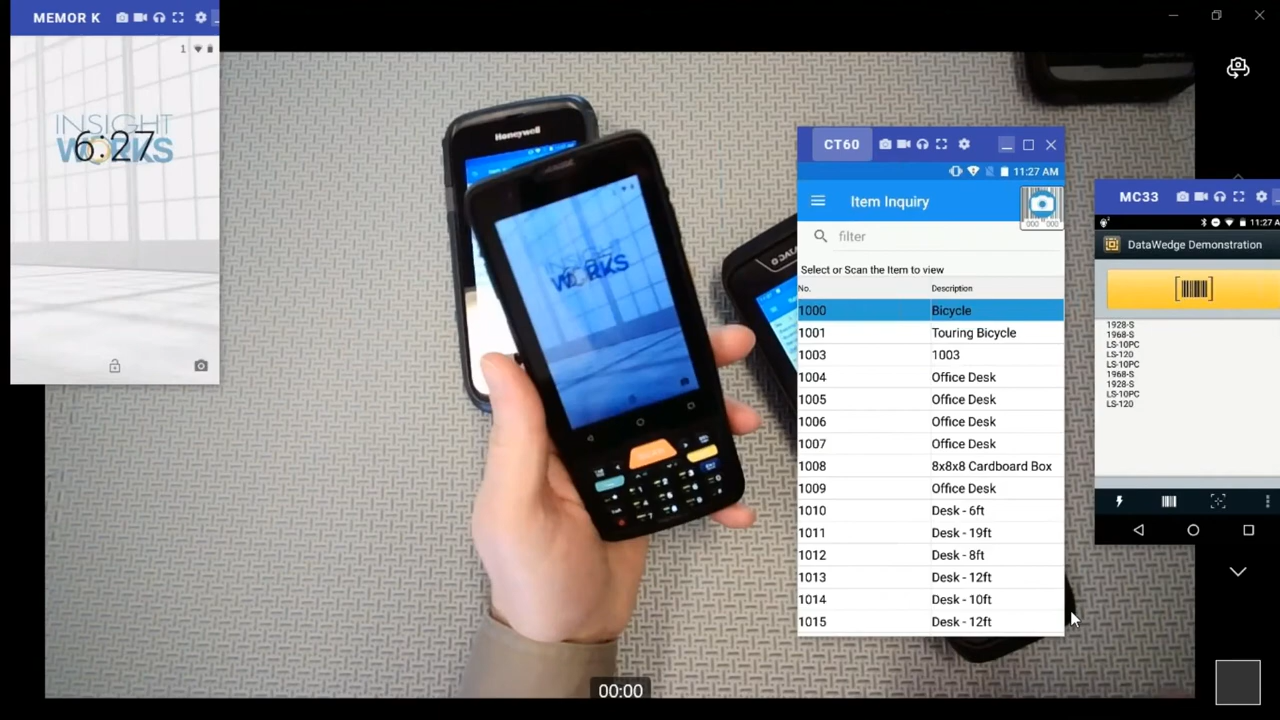 MEMOR K
1
INSIGHT
WORKS
6:27
Honeywell
INSIGHT
WORKS
CT60
11:27 AM
Item Inquiry
000 000
filter
Select or Scan the Item to view
No. Description
1000 Bicycle
1001 Touring Bicycle
1003 1003
1004 Office Desk
1005 Office Desk
1006 Office Desk
1007 Office Desk
1008 8x8x8 Cardboard Box
1009 Office Desk
1010 Desk - 6ft
1011 Desk - 19ft
1012 Desk - 8ft
1013 Desk - 12ft
1014 Desk - 10ft
1015 Desk - 12ft
MC33
11:27 A
DataWedge Demonstration
1928-S
1968-S
LS-10PC
LS-120
LS-10PC
1968-S
1928-S
LS-10PC
LS-120
00:00